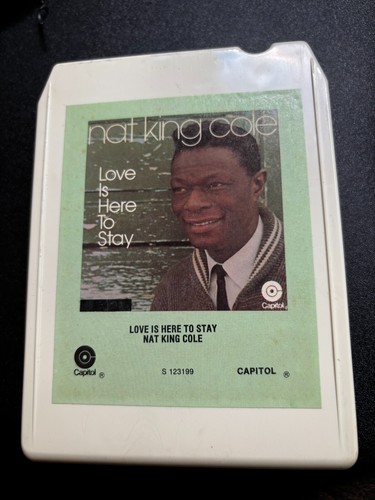 nat king cole
Love
Is
Here
To
Stay
Capitol
LOVE IS HERE TO STAY
NAT KING COLE
Capitol ®
S 123199
CAPITOL ®